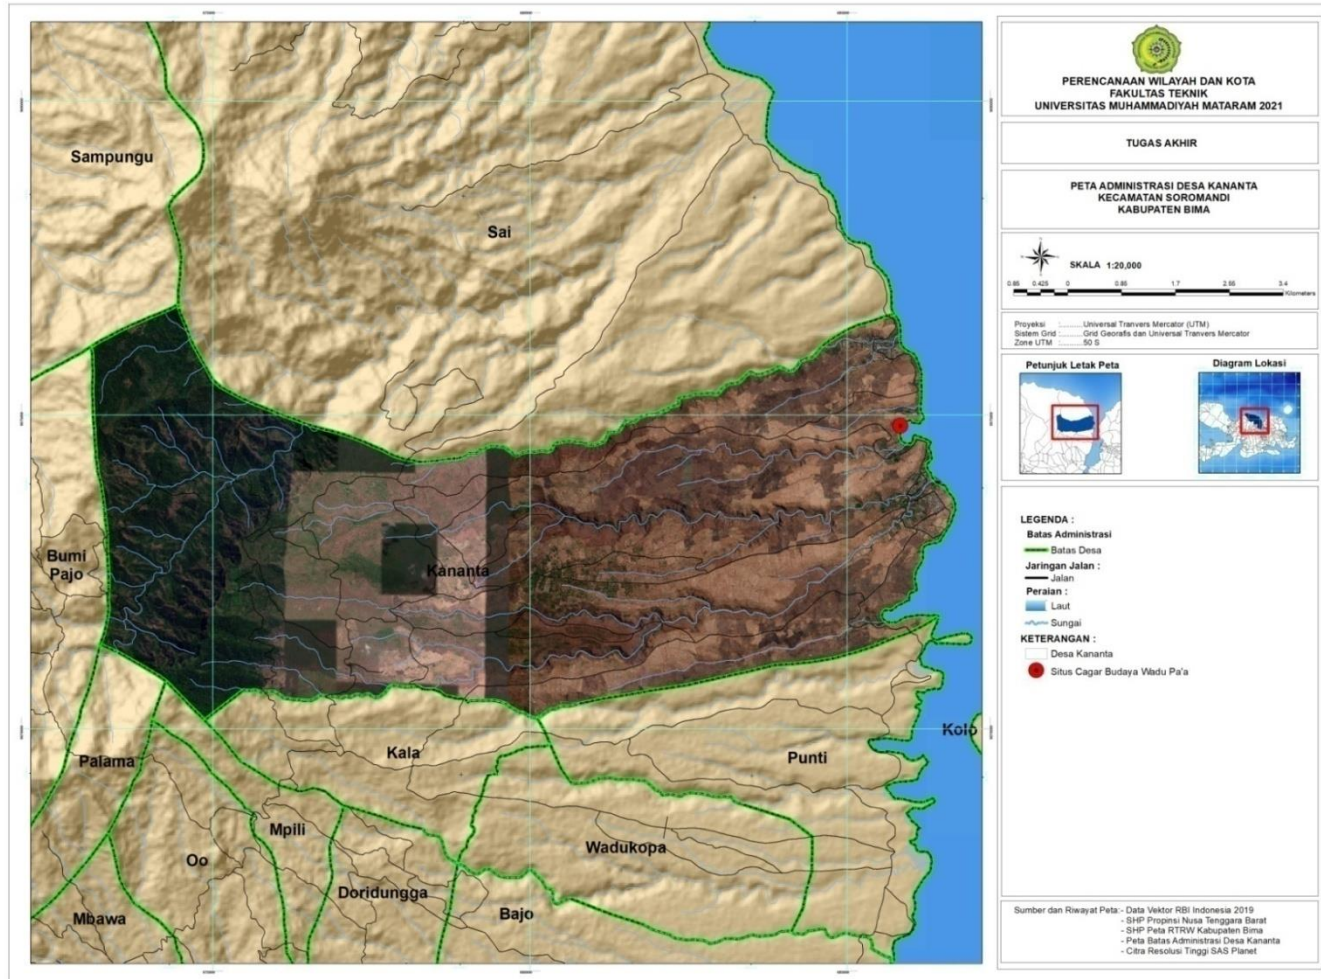 Sampungu
Sai
Bumi
Pajo
Kananta
Palama
Kala
Punti
Kolo
Mpili
Oo
Wadukopa
Doridungga
Bajo
Mbawa
PERENCANAAN WILAYAH DAN KOTA
FAKULTAS TEKNIK
UNIVERSITAS MUHAMMADIYAH MATARAM 2021
TUGAS AKHIR
PETA ADMINISTRASI DESA KANANTA
KECAMATAN SOROMANDI
KABUPATEN BIMA
SKALA 1:20,000
0.85 0.425 0 0.85 1.7 2.55 3.4
Kilometers
Proyeksi :.........Universal Tranvers Mercator (UTM)
Sistem Grid :.........Grid Georafis dan Universal Tranvers Mercator
Zone UTM :.........50 S
Petunjuk Letak Peta
Diagram Lokasi
LEGENDA :
Batas Administrasi
Batas Desa
Jaringan Jalan :
Jalan
Peraian :
Laut
Sungai
KETERANGAN :
Desa Kananta
Situs Cagar Budaya Wadu Pa'a
Sumber dan Riwayat Peta:- Data Vektor RBI Indonesia 2019
- SHP Propinsi Nusa Tenggara Barat
- SHP Peta RTRW Kabupaten Bima
- Peta Batas Administrasi Desa Kananta
- Citra Resolusi Tinggi SAS Planet